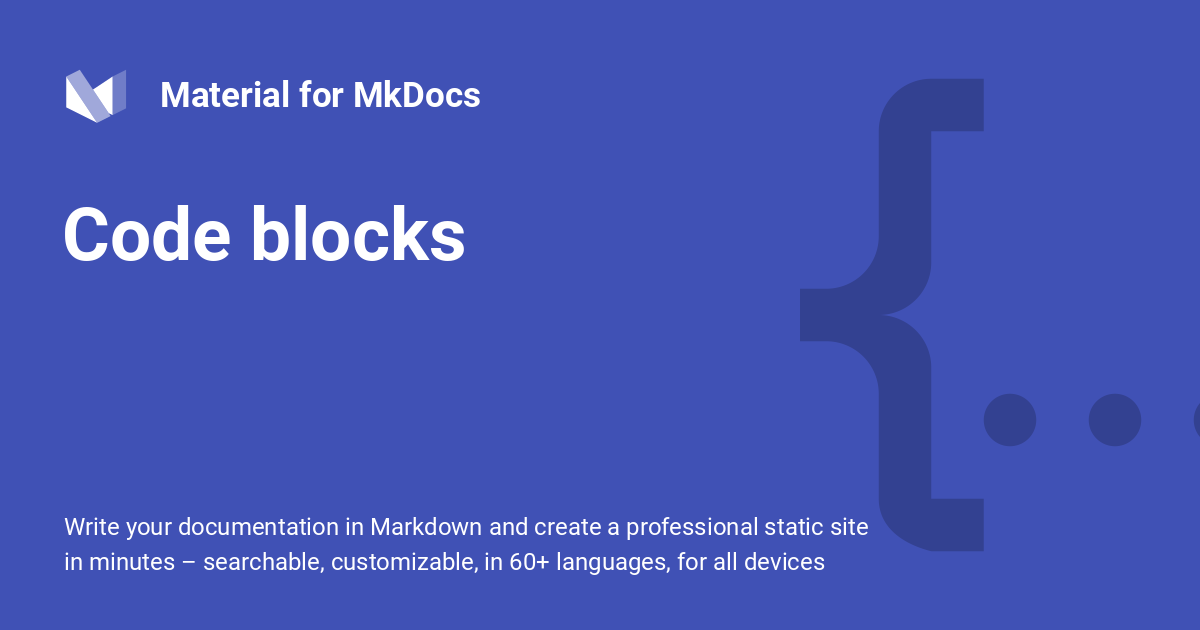 Material for MkDocs
Code blocks
Write your documentation in Markdown and create a professional static site
in minutes – searchable, customizable, in 60+ languages, for all devices